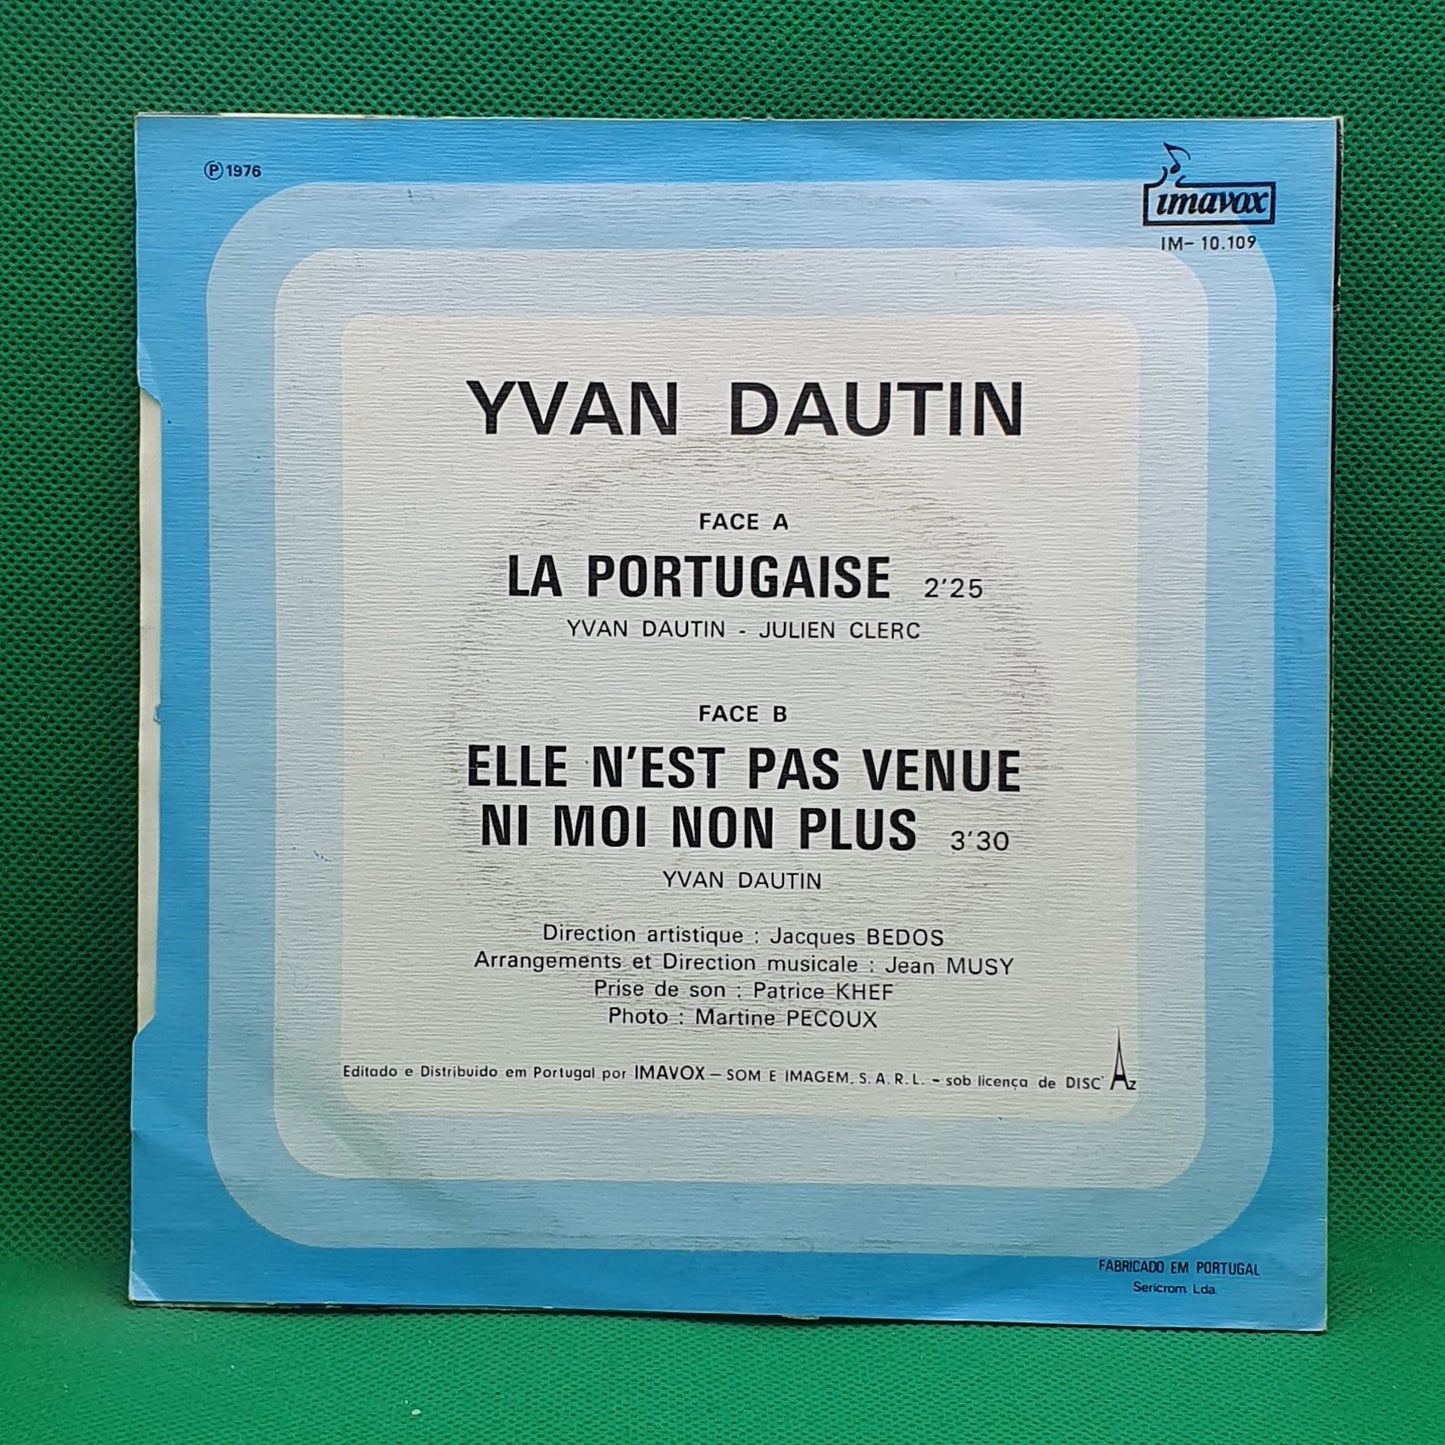 ℗ 1976
imavox
IM- 10.109
YVAN DAUTIN
FACE A
LA PORTUGAISE 2'25
YVAN DAUTIN - JULIEN CLERC
FACE B
ELLE N'EST PAS VENUE
NI MOI NON PLUS 3'30
YVAN DAUTIN
Direction artistique : Jacques BEDOS
Arrangements et Direction musicale : Jean MUSY
Prise de son : Patrice KHEF
Photo : Martine PECOUX
Editado e Distribuido em Portugal por IMAVOX – SOM E IMAGEM, S. A. R. L. – sob licença de DISC' Az
FABRICADO EM PORTUGAL
Sericrom Lda.